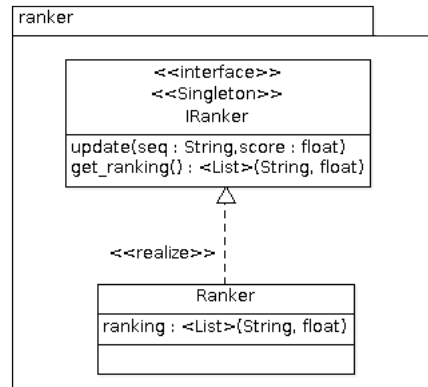 ranker
<<interface>>
<<Singleton>>
IRanker
update(seq : String,score : float)
get_ranking() : <List>(String, float)
<<realize>>
Ranker
ranking : <List>(String, float)